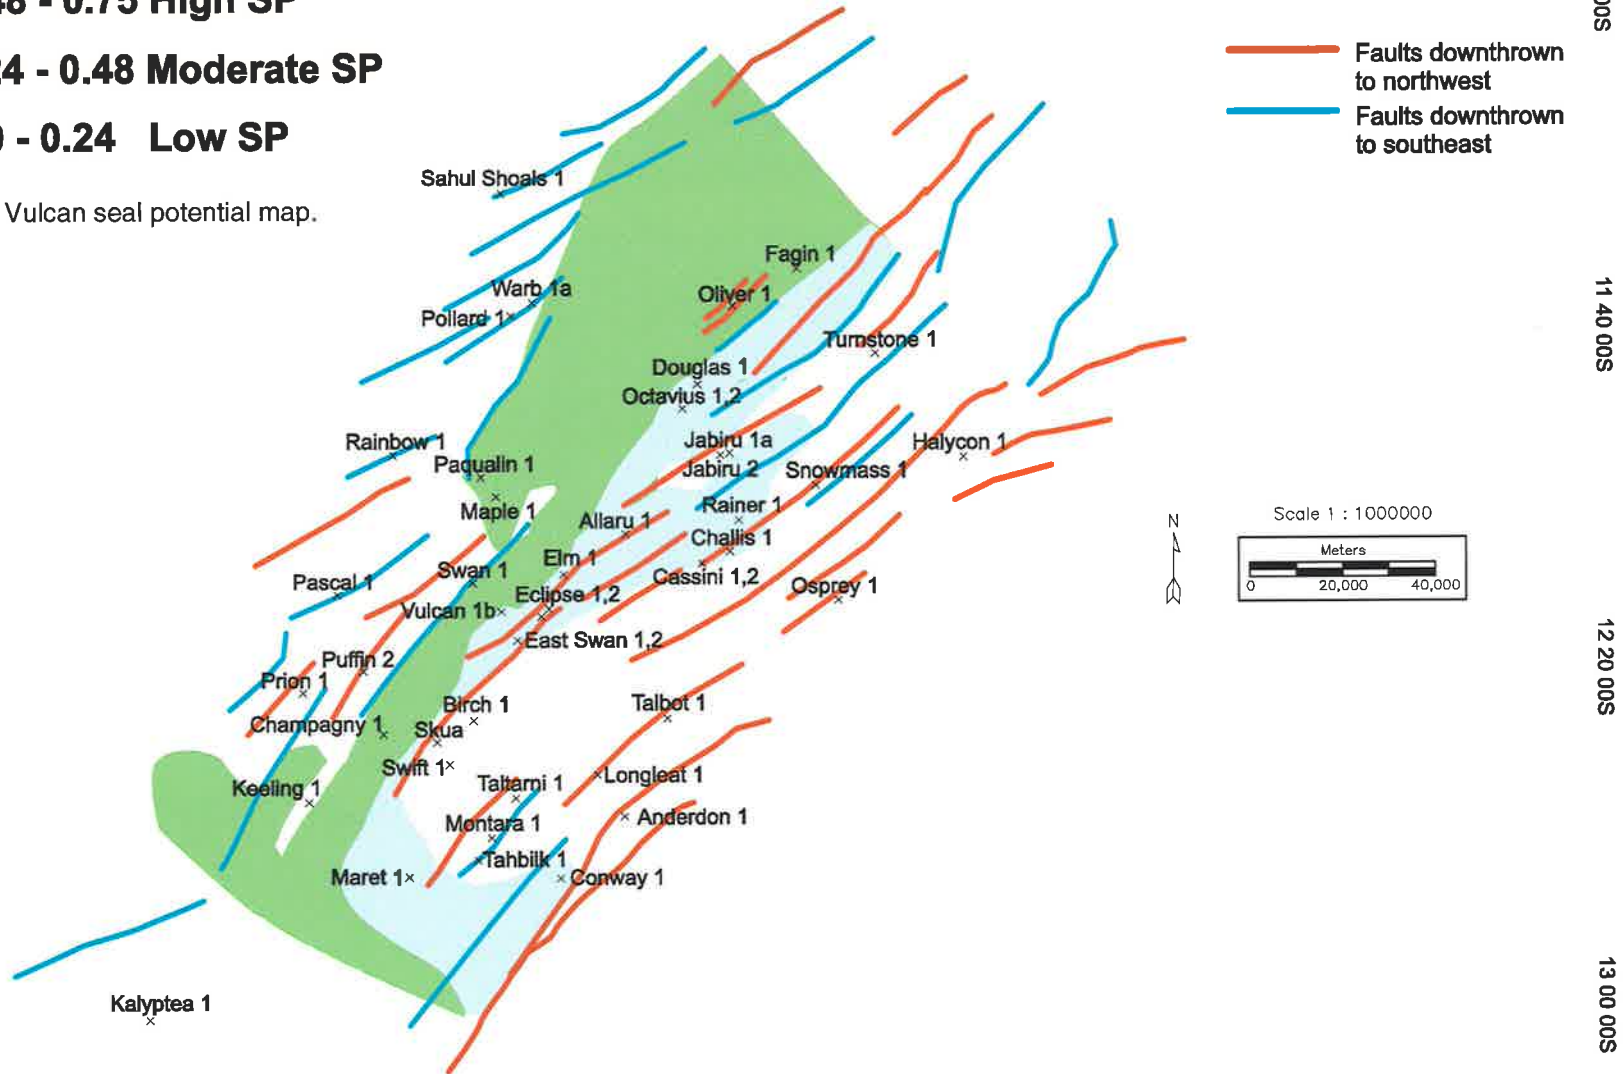 48 - 0.75 High SP
24 - 0.48 Moderate SP
0 - 0.24 Low SP
Vulcan seal potential map.
Faults downthrown
to northwest
Faults downthrown
to southeast
00S
11 40 00S
12 20 00S
13 00 00S
Sahul Shoals 1
Fagin 1
Warb 1a
Oliver 1
Pollard 1
Turnstone 1
Douglas 1
Octavius 1,2
Rainbow 1
Jabiru 1a
Halycon 1
Paqualin 1
Jabiru 2
Snowmass 1
Maple 1
Rainer 1
Allaru 1
Challis 1
Elm 1
Swan 1
Cassini 1,2
Pascal 1
Osprey 1
Eclipse 1,2
Vulcan 1b
East Swan 1,2
Puffin 2
Prion 1
Birch 1
Talbot 1
Champagny 1
Skua
Swift 1
Longleat 1
Taltarni 1
Keeling 1
Anderdon 1
Montara 1
Tahbilk 1
Maret 1
Conway 1
Kalyptea 1
N
Scale 1 : 1000000
Meters
0 20,000 40,000